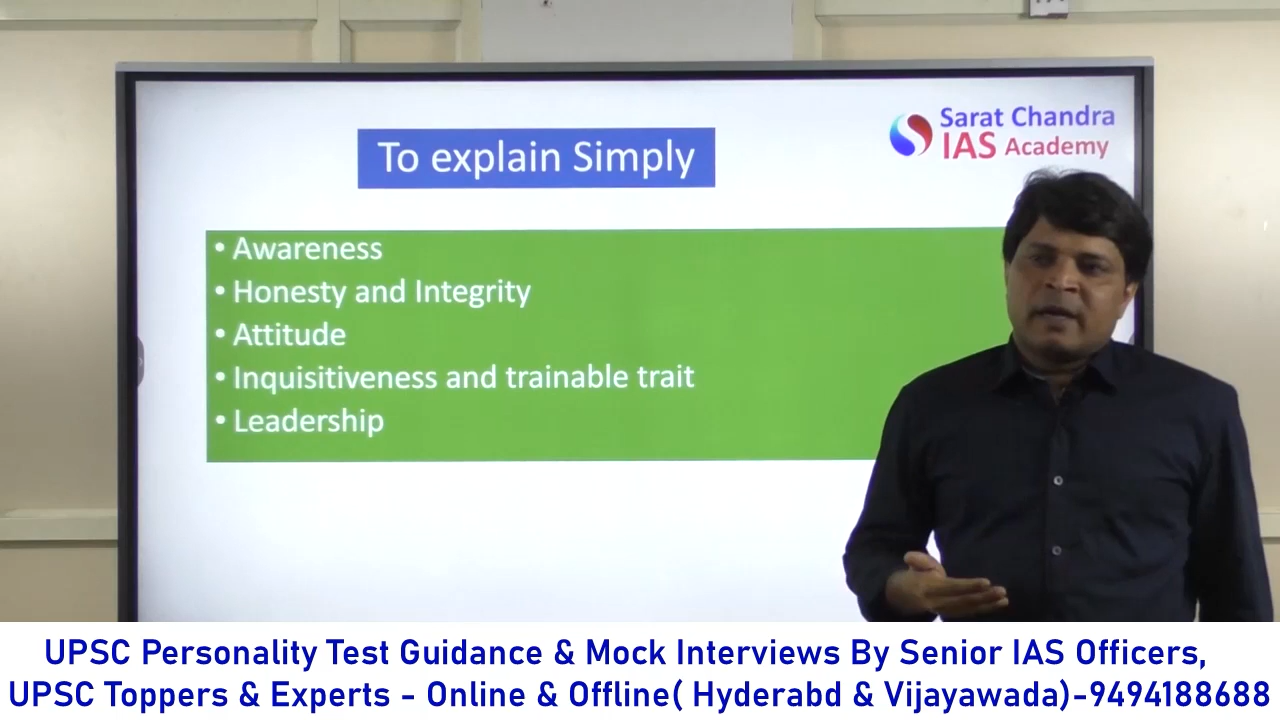 Sarat Chandra
IAS Academy
To explain Simply
• Awareness
• Honesty and Integrity
• Attitude
• Inquisitiveness and trainable trait
• Leadership
UPSC Personality Test Guidance & Mock Interviews By Senior IAS Officers,
UPSC Toppers & Experts - Online & Offline( Hyderabd & Vijayawada)-9494188688